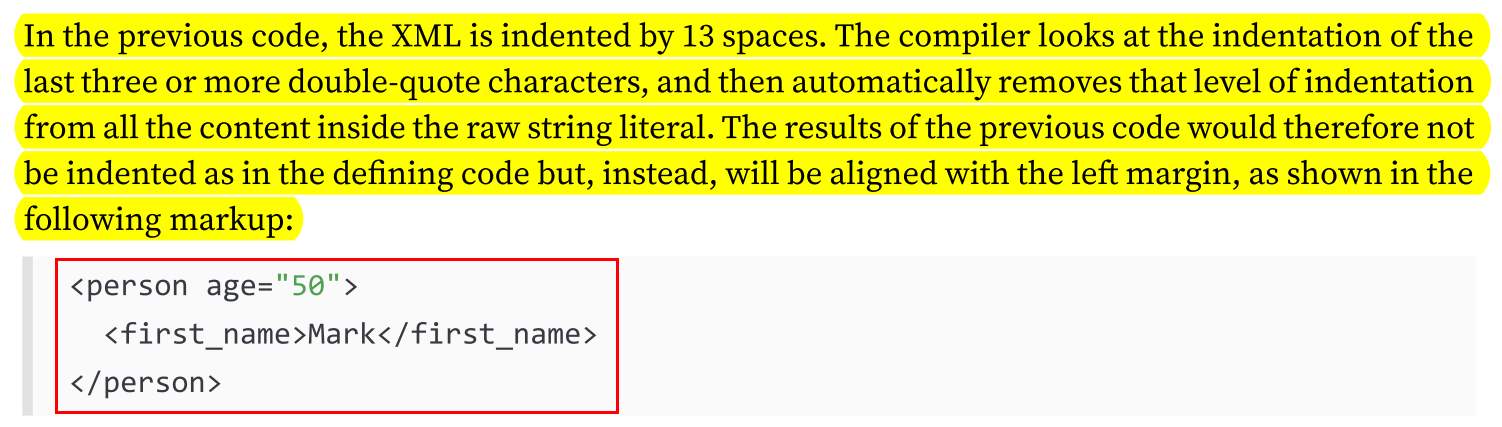 In the previous code, the XML is indented by 13 spaces. The compiler looks at the indentation of the
last three or more double-quote characters, and then automatically removes that level of indentation
from all the content inside the raw string literal. The results of the previous code would therefore not
be indented as in the defining code but, instead, will be aligned with the left margin, as shown in the
following markup:
<person age="50">
  <first_name>Mark</first_name>
</person>